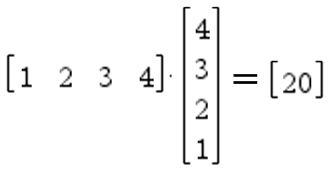 [1 2 3 4] · [4
3
2
1] = [20]